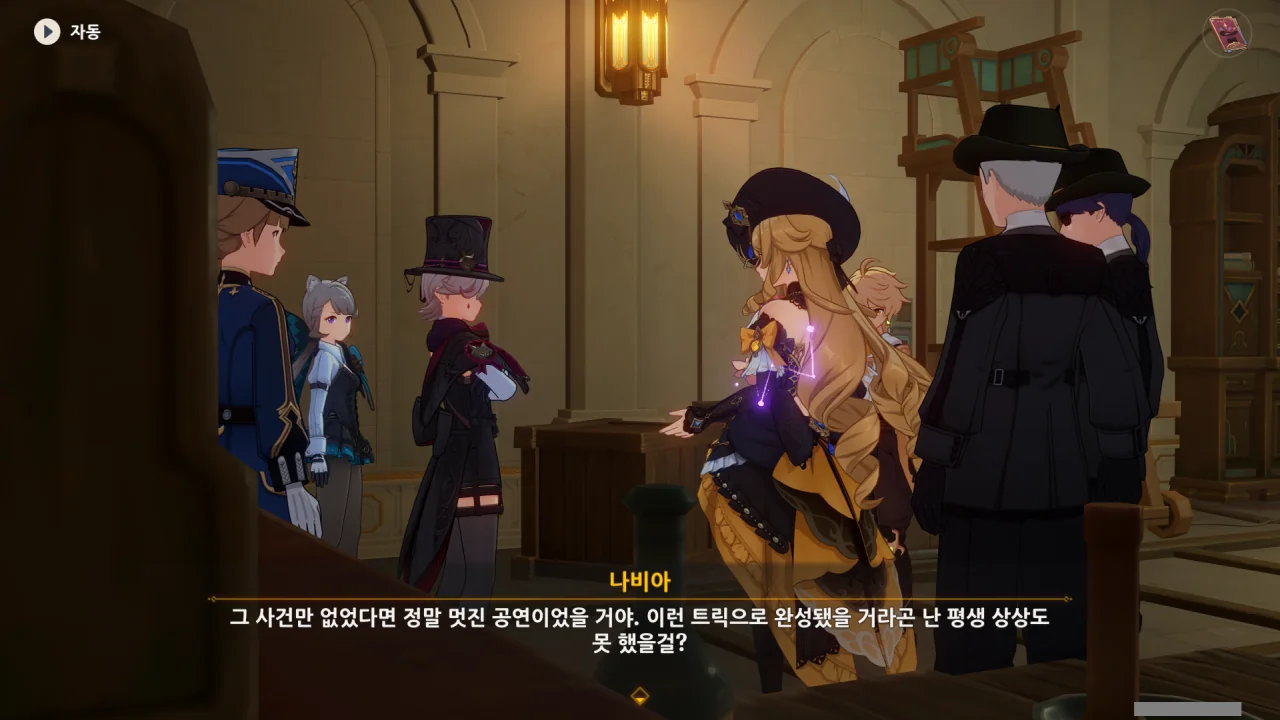 자동
나비아
그 사건만 없었다면 정말 멋진 공연이었을 거야. 이런 트릭으로 완성됐을 거라곤 난 평생 상상도
못 했을걸?